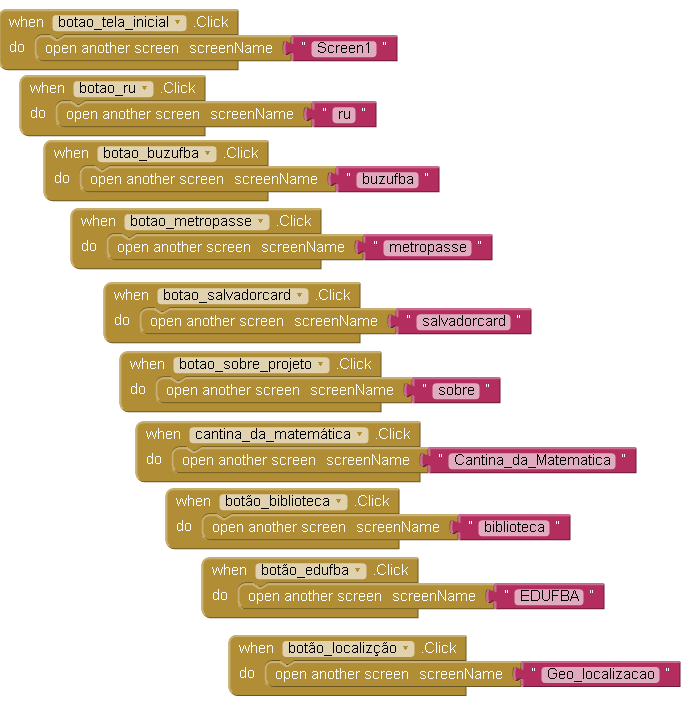 when botao_tela_inicial .Click
do open another screen screenName " Screen1 "
when botao_ru .Click
do open another screen screenName " ru "
when botao_buzufba .Click
do open another screen screenName " buzufba "
when botao_metropasse .Click
do open another screen screenName " metropasse "
when botao_salvadorcard .Click
do open another screen screenName " salvadorcard "
when botao_sobre_projeto .Click
do open another screen screenName " sobre "
when cantina_da_matemática .Click
do open another screen screenName " Cantina_da_Matematica "
when botão_biblioteca .Click
do open another screen screenName " biblioteca "
when botão_edufba .Click
do open another screen screenName " EDUFBA "
when botão_localizção .Click
do open another screen screenName " Geo_localizacao "